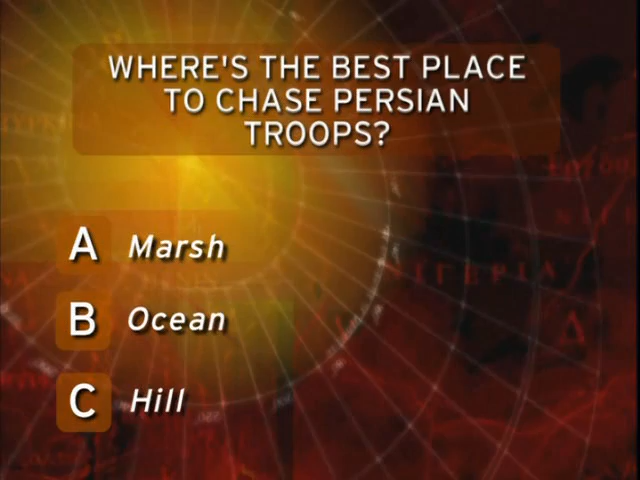 WHERE'S THE BEST PLACE
TO CHASE PERSIAN
TROOPS?
A Marsh
B Ocean
C Hill